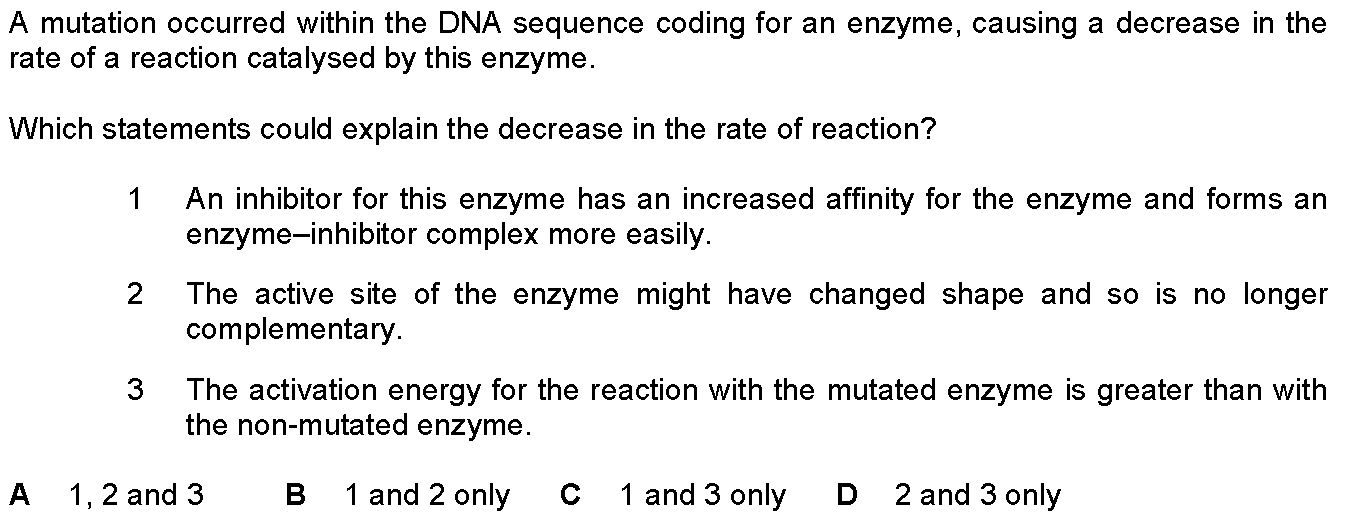 A mutation occurred within the DNA sequence coding for an enzyme, causing a decrease in the
rate of a reaction catalysed by this enzyme.
Which statements could explain the decrease in the rate of reaction?
1 An inhibitor for this enzyme has an increased affinity for the enzyme and forms an
enzyme–inhibitor complex more easily.
2 The active site of the enzyme might have changed shape and so is no longer
complementary.
3 The activation energy for the reaction with the mutated enzyme is greater than with
the non-mutated enzyme.
A 1, 2 and 3 B 1 and 2 only C 1 and 3 only D 2 and 3 only